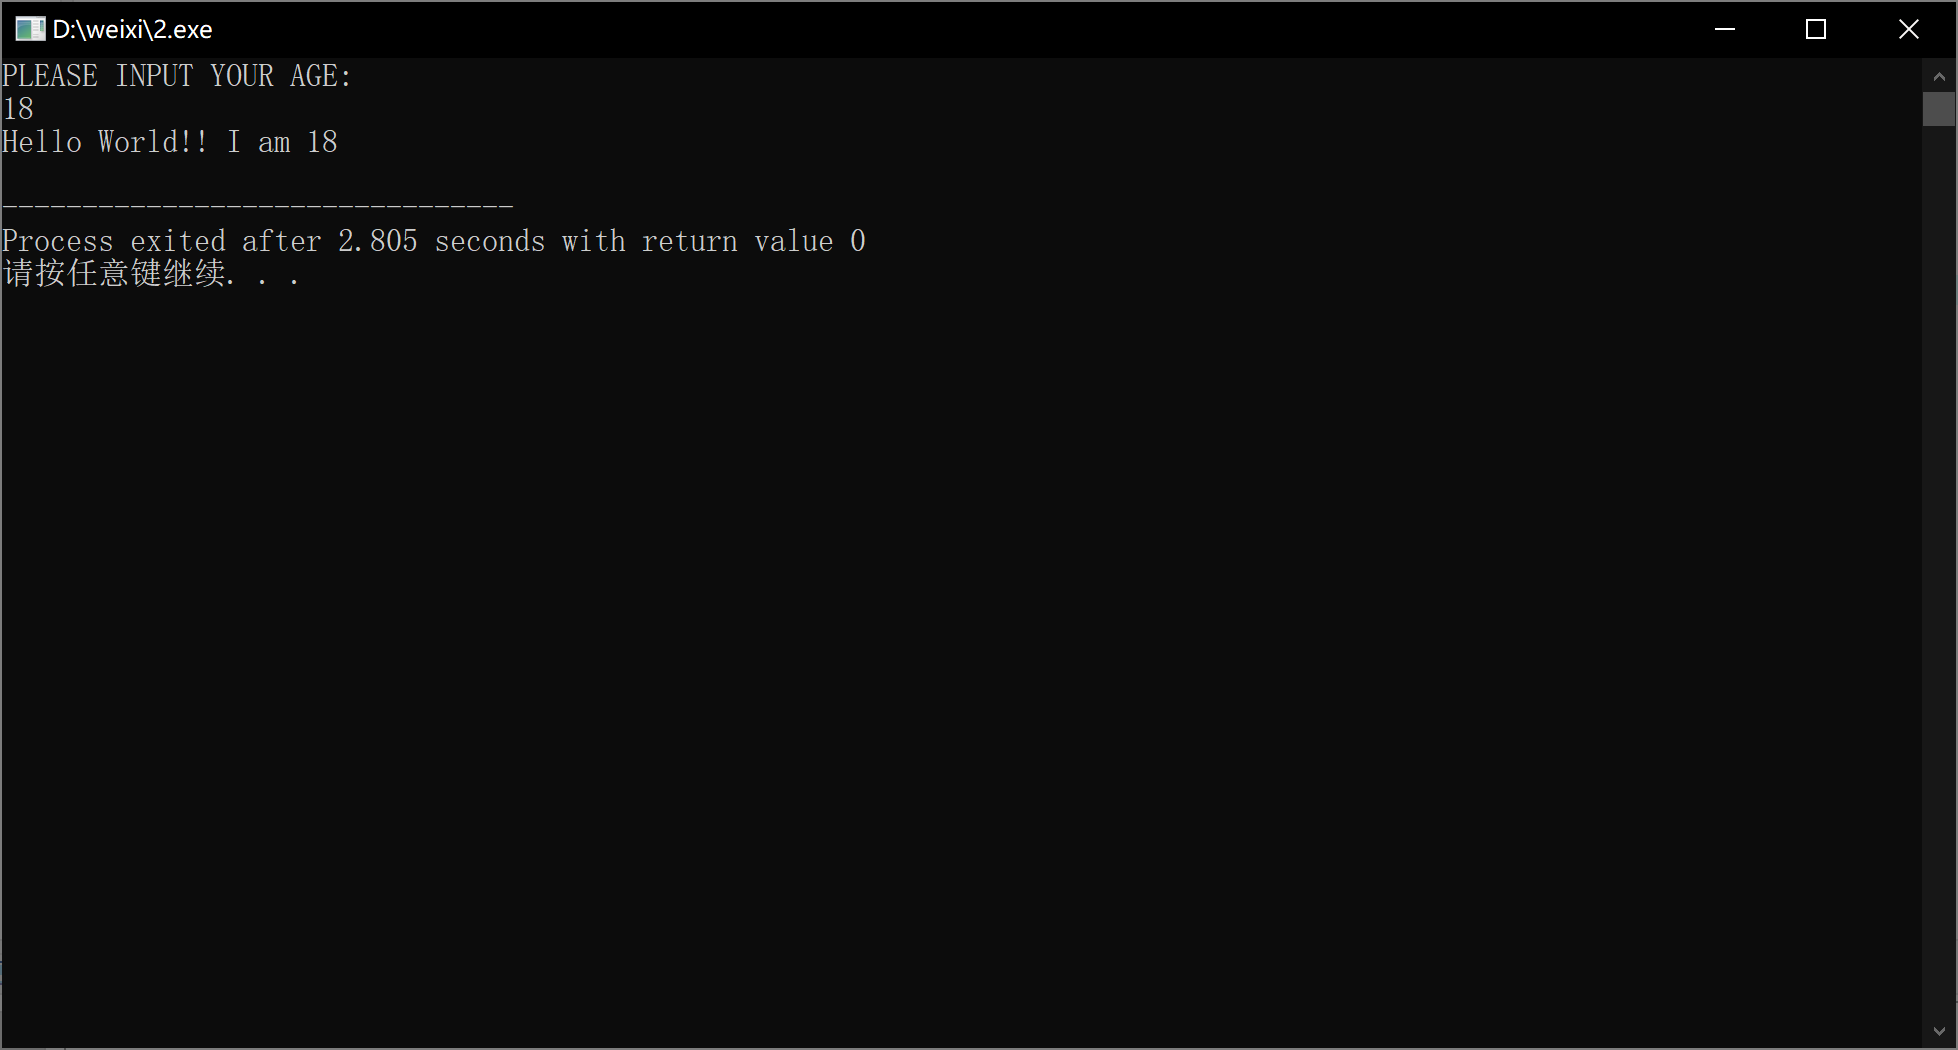 D:\weixi\2.exe
PLEASE INPUT YOUR AGE:
18
Hello World!! I am 18
--------------------------------
Process exited after 2.805 seconds with return value 0
请按任意键继续. . .